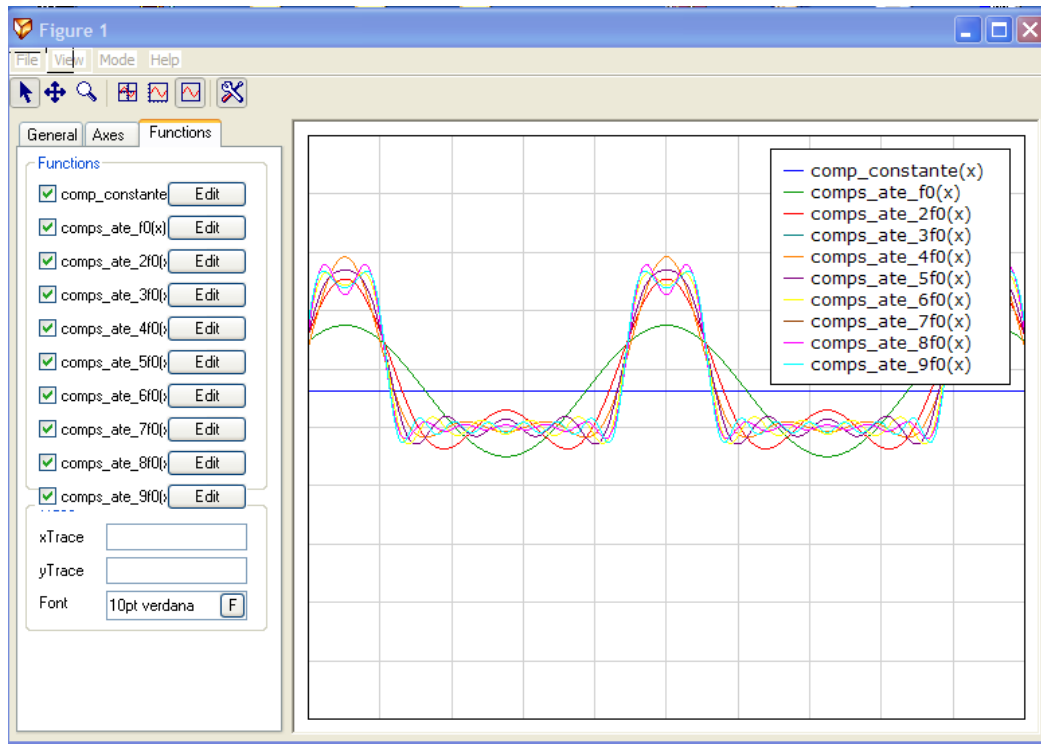 Figure 1
File View Mode Help
General Axes Functions
Functions
comp_constante Edit
comps_ate_f0(x) Edit
comps_ate_2f0( Edit
comps_ate_3f0( Edit
comps_ate_4f0( Edit
comps_ate_5f0( Edit
comps_ate_6f0( Edit
comps_ate_7f0( Edit
comps_ate_8f0( Edit
comps_ate_9f0( Edit
xTrace
yTrace
Font 10pt verdana F
comp_constante(x)
comps_ate_f0(x)
comps_ate_2f0(x)
comps_ate_3f0(x)
comps_ate_4f0(x)
comps_ate_5f0(x)
comps_ate_6f0(x)
comps_ate_7f0(x)
comps_ate_8f0(x)
comps_ate_9f0(x)